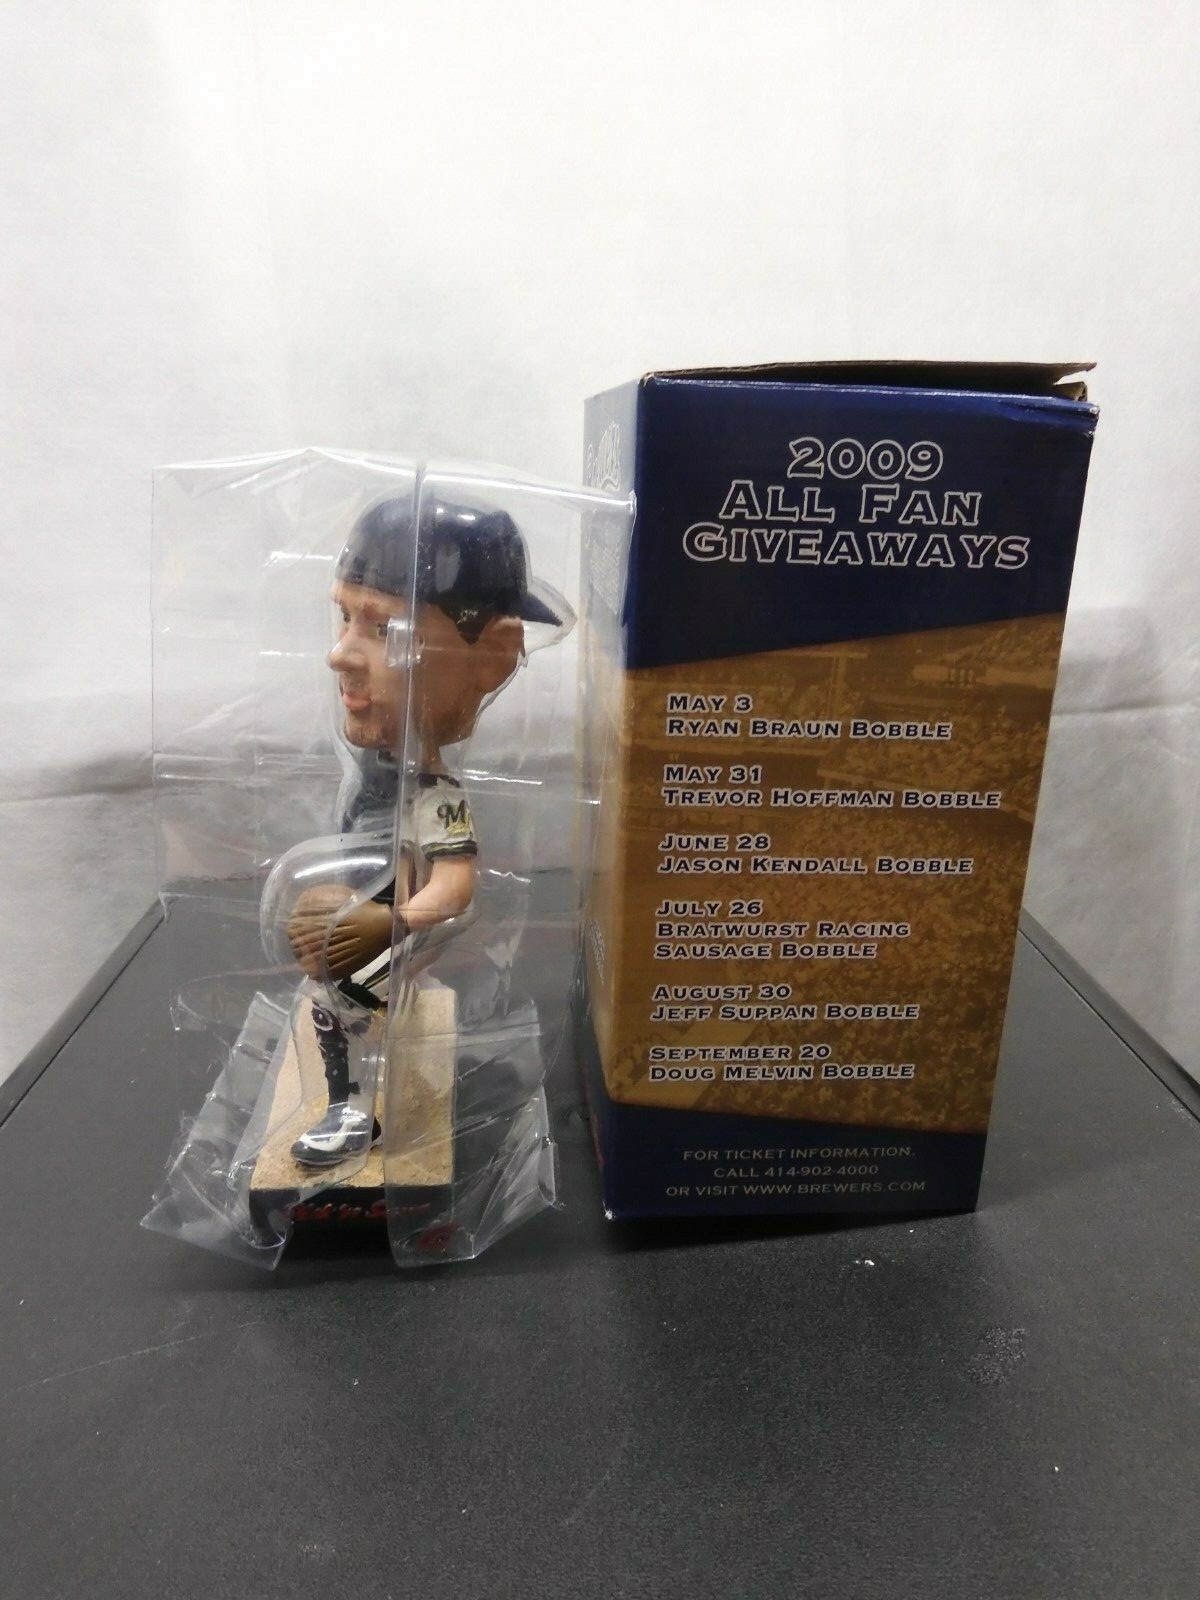 2009
ALL FAN
GIVEAWAYS
MAY 3
RYAN BRAUN BOBBLE
MAY 31
TREVOR HOFFMAN BOBBLE
JUNE 28
JASON KENDALL BOBBLE
JULY 26
BRATWURST RACING
SAUSAGE BOBBLE
AUGUST 30
JEFF SUPPAN BOBBLE
SEPTEMBER 20
DOUG MELVIN BOBBLE
FOR TICKET INFORMATION,
CALL 414-902-4000
OR VISIT WWW.BREWERS.COM
M